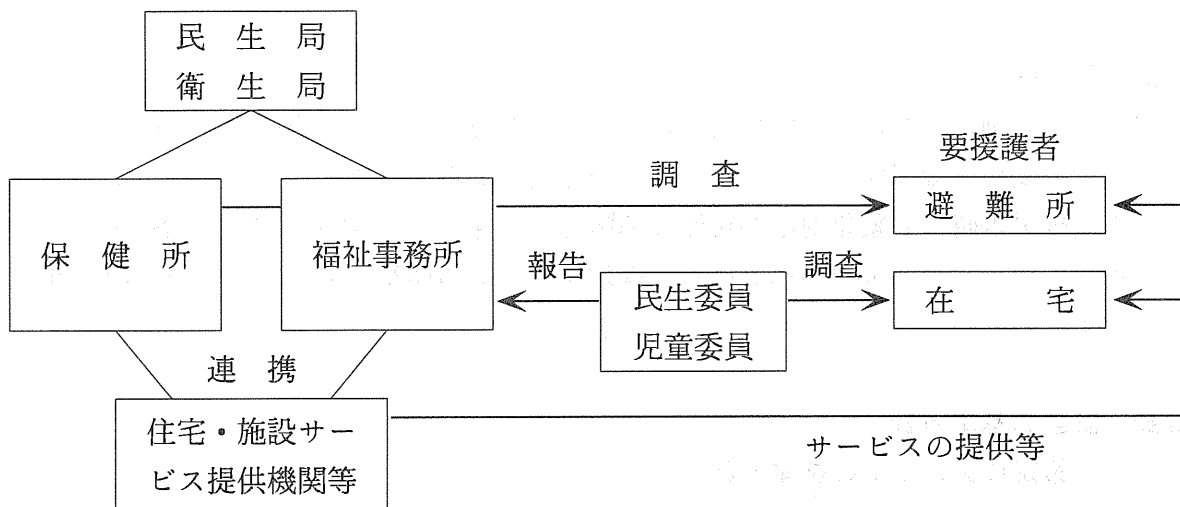 民生局
衛生局
要援護者
調査
避難所
保健所
福祉事務所
報告
調査
民生委員
児童委員
在宅
連携
住宅・施設サー
ビス提供機関等
サービスの提供等